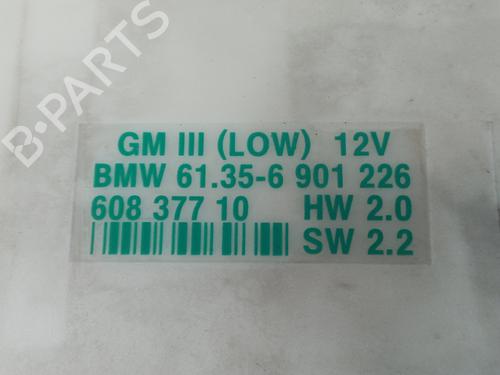 B-PARTS
GM III (LOW) 12V
BMW 61.35-6 901 226
608 377 10 HW 2.0
SW 2.2